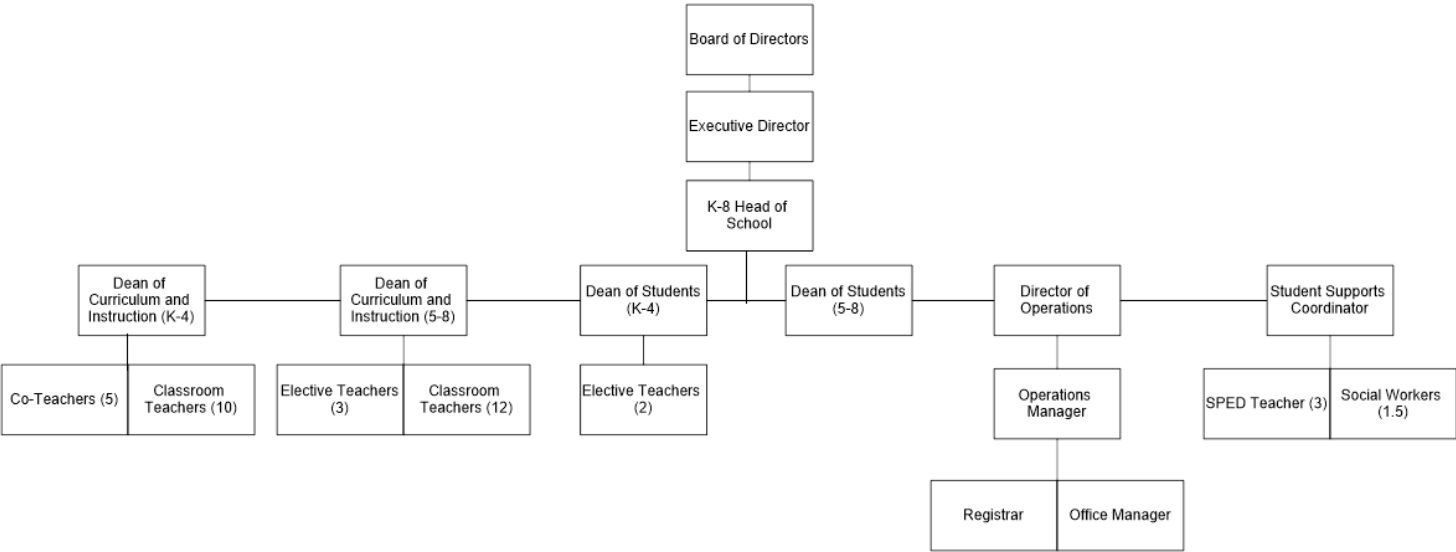 Board of Directors
Executive Director
K-8 Head of
School
Dean of
Curriculum and
Instruction (K-4)
Dean of
Curriculum and
Instruction (5-8)
Dean of Students
(K-4)
Dean of Students
(5-8)
Director of
Operations
Student Supports
Coordinator
Co-Teachers (5)
Classroom
Teachers (10)
Elective Teachers
(3)
Classroom
Teachers (12)
Elective Teachers
(2)
Operations
Manager
SPED Teacher (3)
Social Workers
(1.5)
Registrar
Office Manager